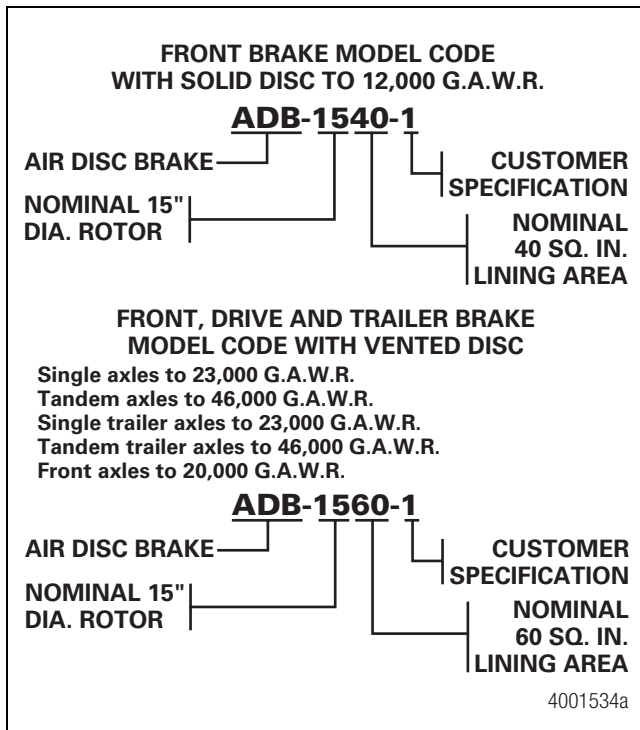 FRONT BRAKE MODEL CODE
WITH SOLID DISC TO 12,000 G.A.W.R.
ADB-1540-1
AIR DISC BRAKE
NOMINAL 15"
DIA. ROTOR
CUSTOMER
SPECIFICATION
NOMINAL
40 SQ. IN.
LINING AREA
FRONT, DRIVE AND TRAILER BRAKE
MODEL CODE WITH VENTED DISC
Single axles to 23,000 G.A.W.R.
Tandem axles to 46,000 G.A.W.R.
Single trailer axles to 23,000 G.A.W.R.
Tandem trailer axles to 46,000 G.A.W.R.
Front axles to 20,000 G.A.W.R.
ADB-1560-1
AIR DISC BRAKE
NOMINAL 15"
DIA. ROTOR
CUSTOMER
SPECIFICATION
NOMINAL
60 SQ. IN.
LINING AREA
4001534a